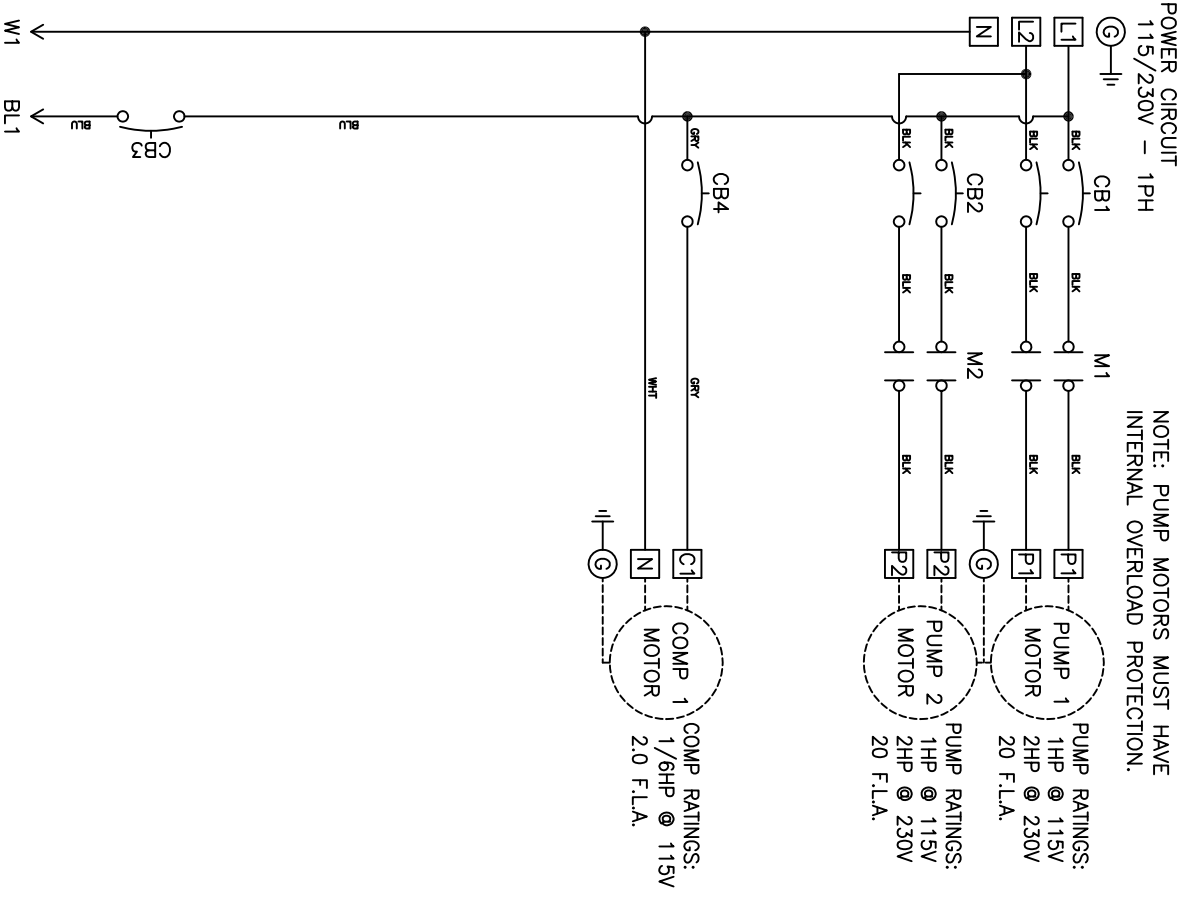 POWER CIRCUIT
115/230V - 1PH
NOTE: PUMP MOTORS MUST HAVE
INTERNAL OVERLOAD PROTECTION.
G
L1
BLK
CB1
BLK
M1
BLK
P1
L2
BLK
BLK
BLK
P1
PUMP 1
MOTOR
PUMP RATINGS:
1HP @ 115V
2HP @ 230V
20 F.L.A.
G
N
BLK
CB2
BLK
M2
BLK
P2
BLK
BLK
BLK
P2
PUMP 2
MOTOR
PUMP RATINGS:
1HP @ 115V
2HP @ 230V
20 F.L.A.
GRY
CB4
GRY
C1
WHT
N
G
COMP 1
MOTOR
COMP RATINGS:
1/6HP @ 115V
2.0 F.L.A.
BLU
CB3
BLU
W1
BL1